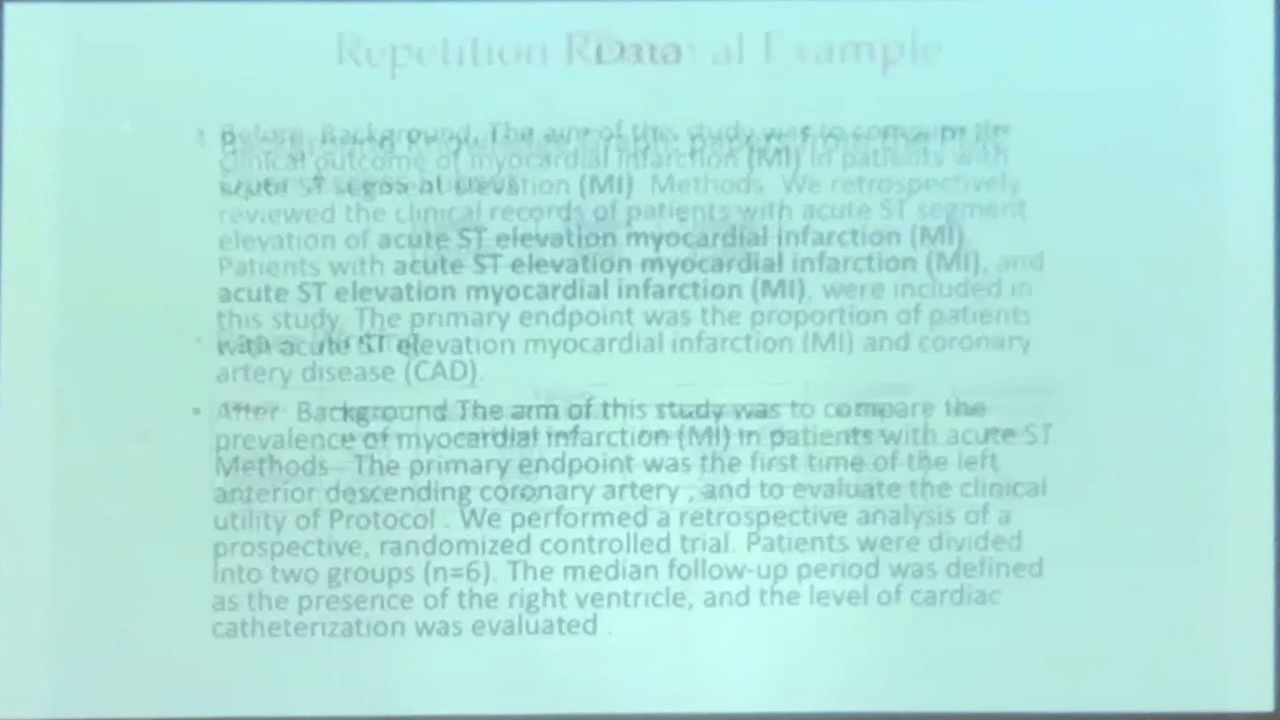 Repetition Removal Example
Data
Before Background The aim of this study was to compare the
clinical outcome of myocardial infarction (MI) in patients with
acute ST segment elevation (MI) Methods We retrospectively
reviewed the clinical records of patients with acute ST segment
elevation of acute ST elevation myocardial infarction (MI)
Patients with acute ST elevation myocardial infarction (MI), and
acute ST elevation myocardial infarction (MI), were included in
this study. The primary endpoint was the proportion of patients
with acute ST elevation myocardial infarction (MI) and coronary
artery disease (CAD).
• After Background The arm of this study was to compare the
prevalence of myocardial infarction (MI) in patients with acute ST
Methods The primary endpoint was the first time of the left
anterior descending coronary artery , and to evaluate the clinical
utility of Protocol . We performed a retrospective analysis of a
prospective, randomized controlled trial. Patients were divided
into two groups (n=6). The median follow-up period was defined
as the presence of the right ventricle, and the level of cardiac
catheterization was evaluated .